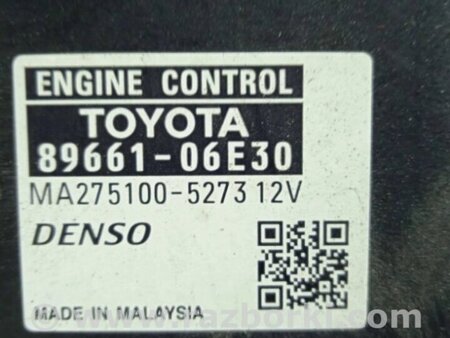 ENGINE CONTROL
TOYOTA
89661-06E30
MA275100-5273 12V
DENSO
MADE IN MALAYSIA
www.razborki.com